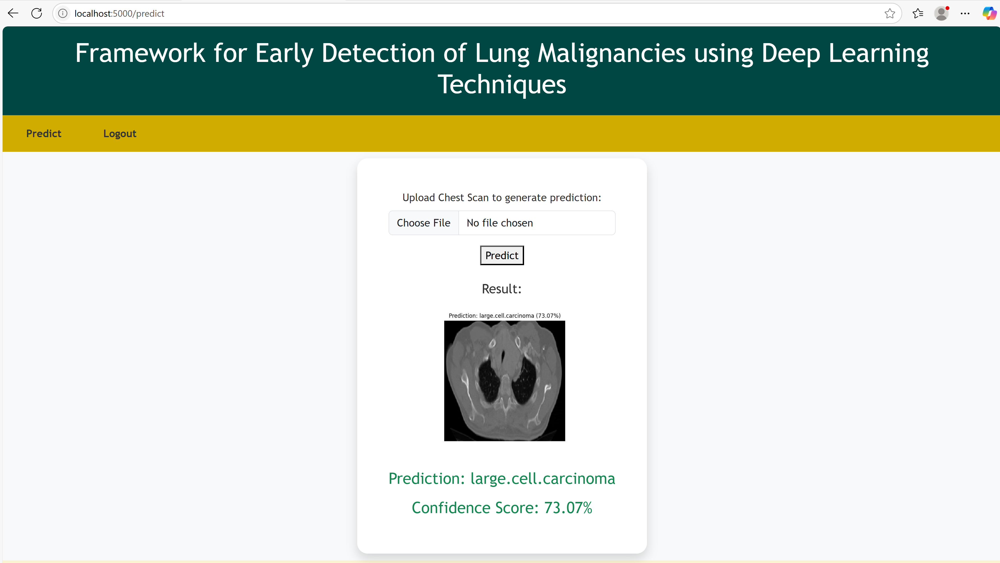 localhost:5000/predict
Framework for Early Detection of Lung Malignancies using Deep Learning
Techniques
Predict Logout
Upload Chest Scan to generate prediction:
Choose File No file chosen
Predict
Result:
Prediction: large.cell.carcinoma (73.07%)
Prediction: large.cell.carcinoma
Confidence Score: 73.07%